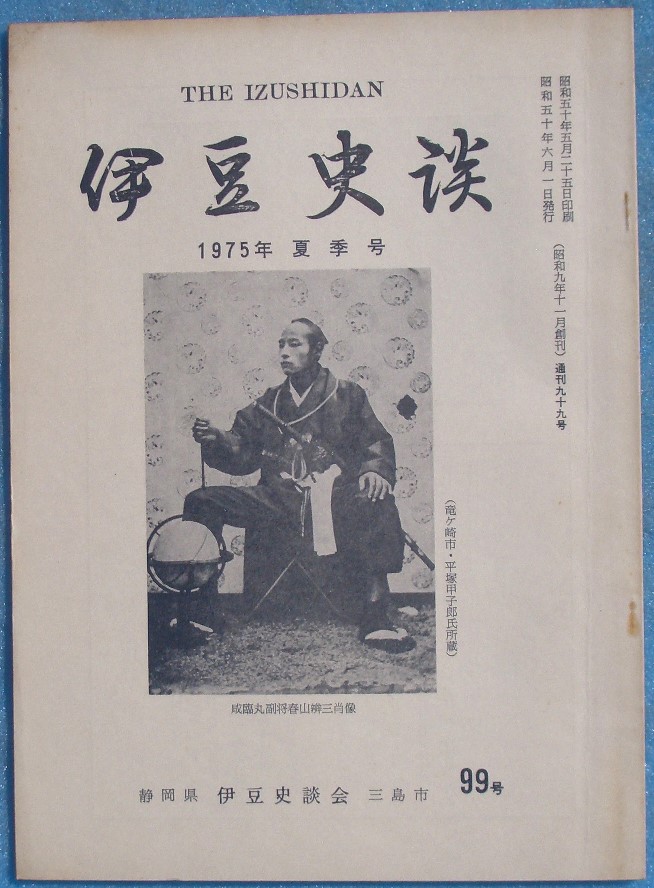 THE IZUSHIDAN
伊豆史談
1975年 夏季号
昭和五十年五月二十五日印刷
昭和五十年六月一日発行
(昭和九年十一月創刊) 通刊九十九号
(竜ケ崎市・平塚甲子郎氏所蔵)
咸臨丸副将春山辨三肖像
静岡県 伊豆史談会 三島市 99号